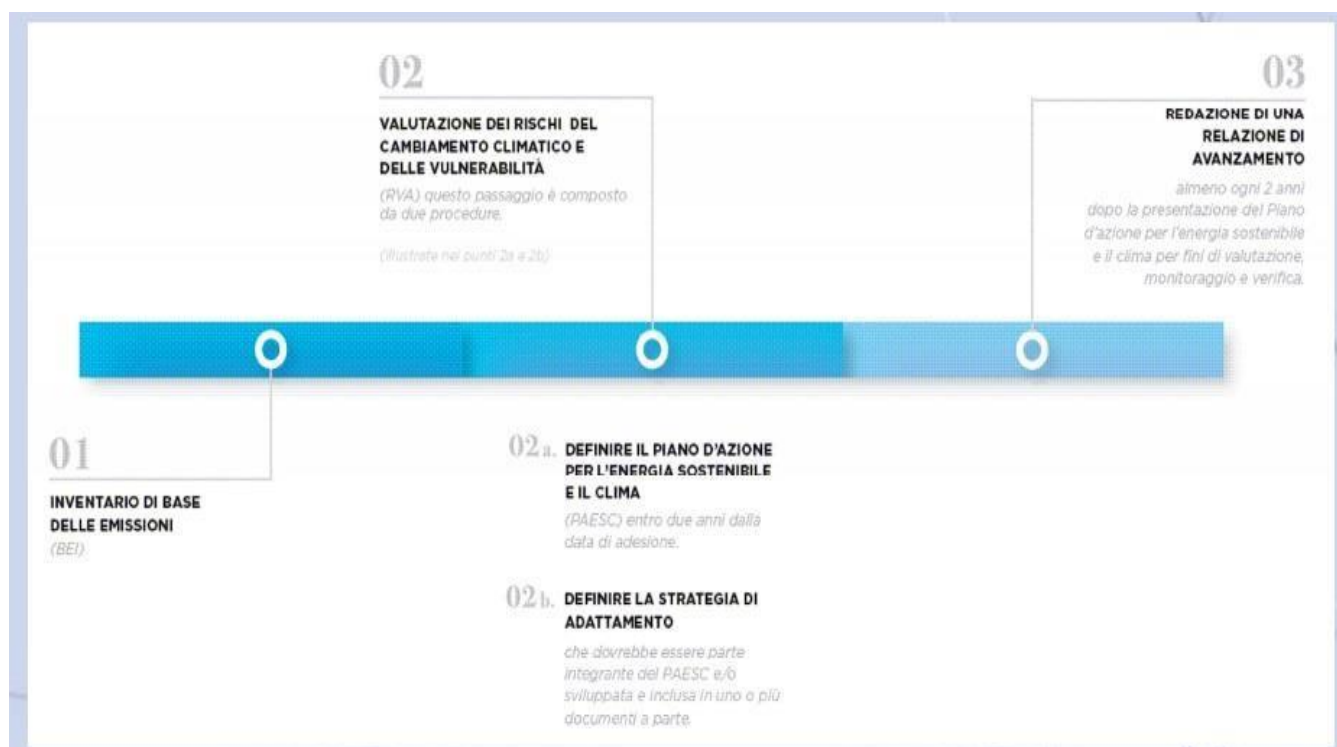 01
INVENTARIO DI BASE
DELLE EMISSIONI
(BEI)
02
VALUTAZIONE DEI RISCHI DEL
CAMBIAMENTO CLIMATICO E
DELLE VULNERABILITÀ
(RVA) questo passaggio è composto
da due procedure.
(illustrate nei punti 2a e 2b)
02a. DEFINIRE IL PIANO D'AZIONE
PER L'ENERGIA SOSTENIBILE
E IL CLIMA
(PAESC) entro due anni dalla
data di adesione.
02b. DEFINIRE LA STRATEGIA DI
ADATTAMENTO
che dovrebbe essere parte
integrante del PAESC e/o
sviluppata e inclusa in uno o più
documenti a parte.
03
REDAZIONE DI UNA
RELAZIONE DI
AVANZAMENTO
almeno ogni 2 anni
dopo la presentazione del Piano
d'azione per l'energia sostenibile
e il clima per fini di valutazione,
monitoraggio e verifica.